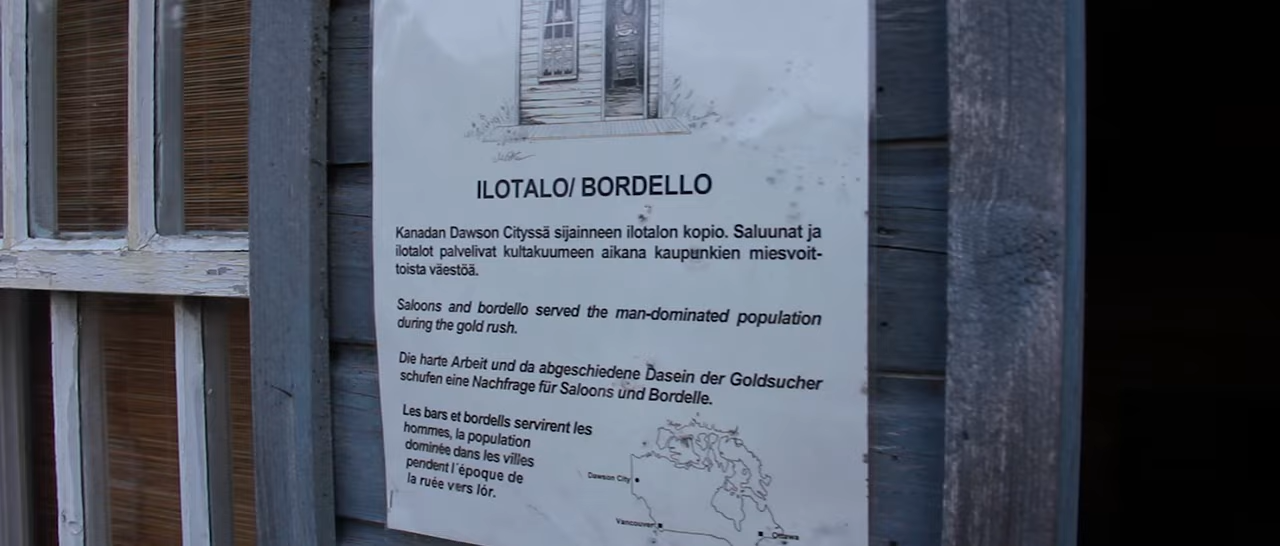 ILOTALO/ BORDELLO
Kanadan Dawson Cityssä sijainneen ilotalon kopio. Saluunat ja
ilotalot palvelivat kultakuumeen aikana kaupunkien miesvoit-
toista väestöä.
Saloons and bordello served the man-dominated population
during the gold rush.
Die harte Arbeit und da abgeschiedene Dasein der Goldsucher
schufen eine Nachfrage für Saloons und Bordelle.
Les bars et bordells servirent les
hommes, la population
dominée dans les villes
pendent l´époque de
la ruée vers lór.
Dawson City
Vancouver
Ottawa